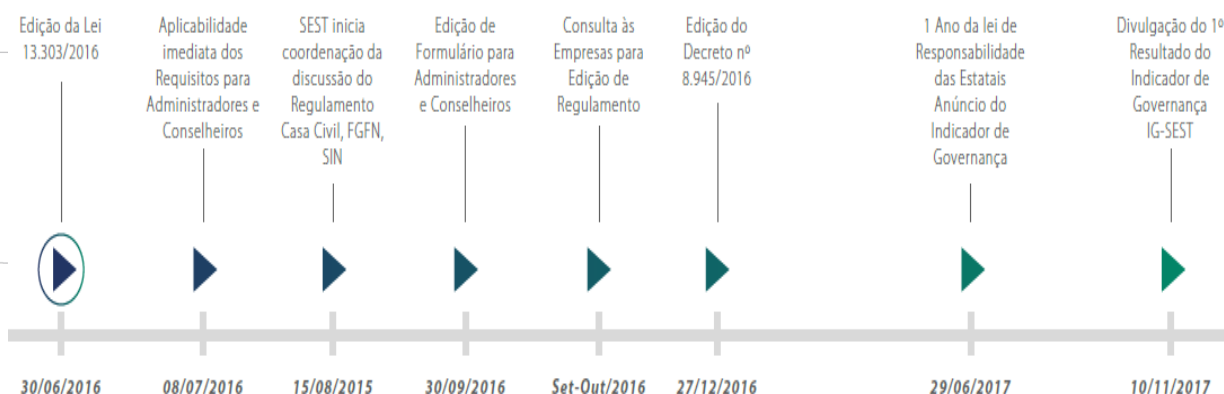 Edição da Lei
13.303/2016
Aplicabilidade
imediata dos
Requisitos para
Administradores e
Conselheiros
SEST inicia
coordenação da
discussão do
Regulamento
Casa Civil, FGFN,
SIN
Edição de
Formulário para
Administradores
e Conselheiros
Consulta às
Empresas para
Edição de
Regulamento
Edição do
Decreto nº
8.945/2016
1 Ano da lei de
Responsabilidade
das Estatais
Anúncio do
Indicador de
Governança
Divulgação do 1º
Resultado do
Indicador de
Governança
IG-SEST
30/06/2016
08/07/2016
15/08/2015
30/09/2016
Set-Out/2016
27/12/2016
29/06/2017
10/11/2017